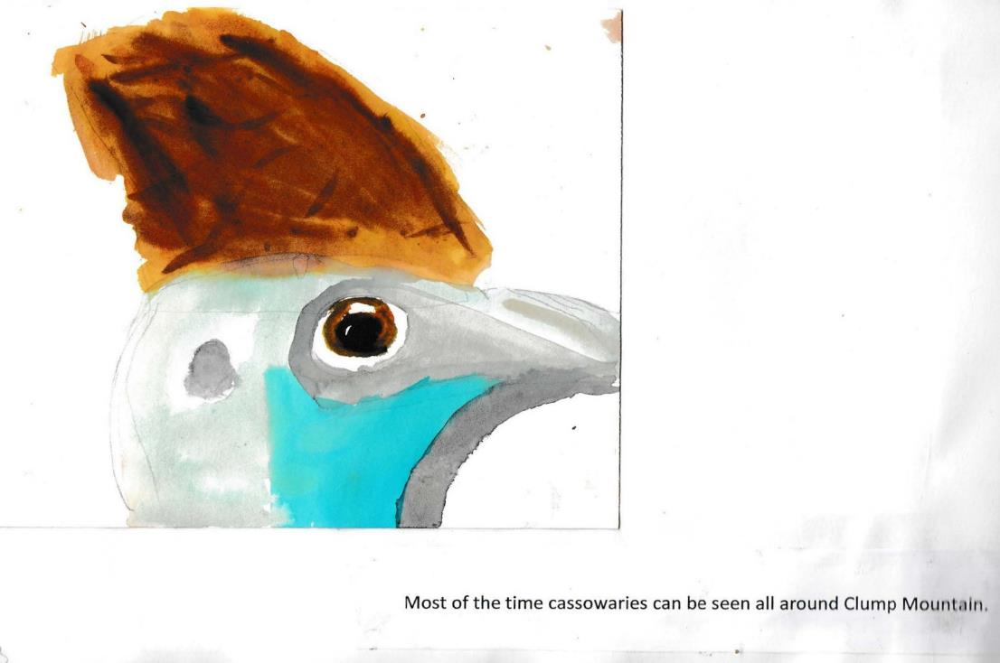 Most of the time cassowaries can be seen all around Clump Mountain.